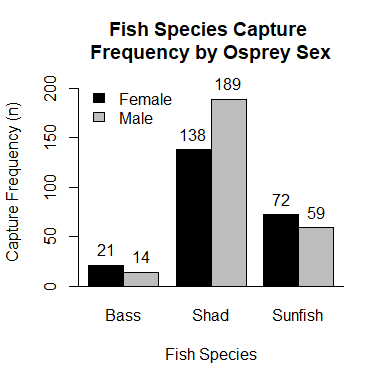 Fish Species Capture
Frequency by Osprey Sex
Capture Frequency (n)
200
150
100
50
0
Female
Male
21
14
138
189
72
59
Bass Shad Sunfish
Fish Species